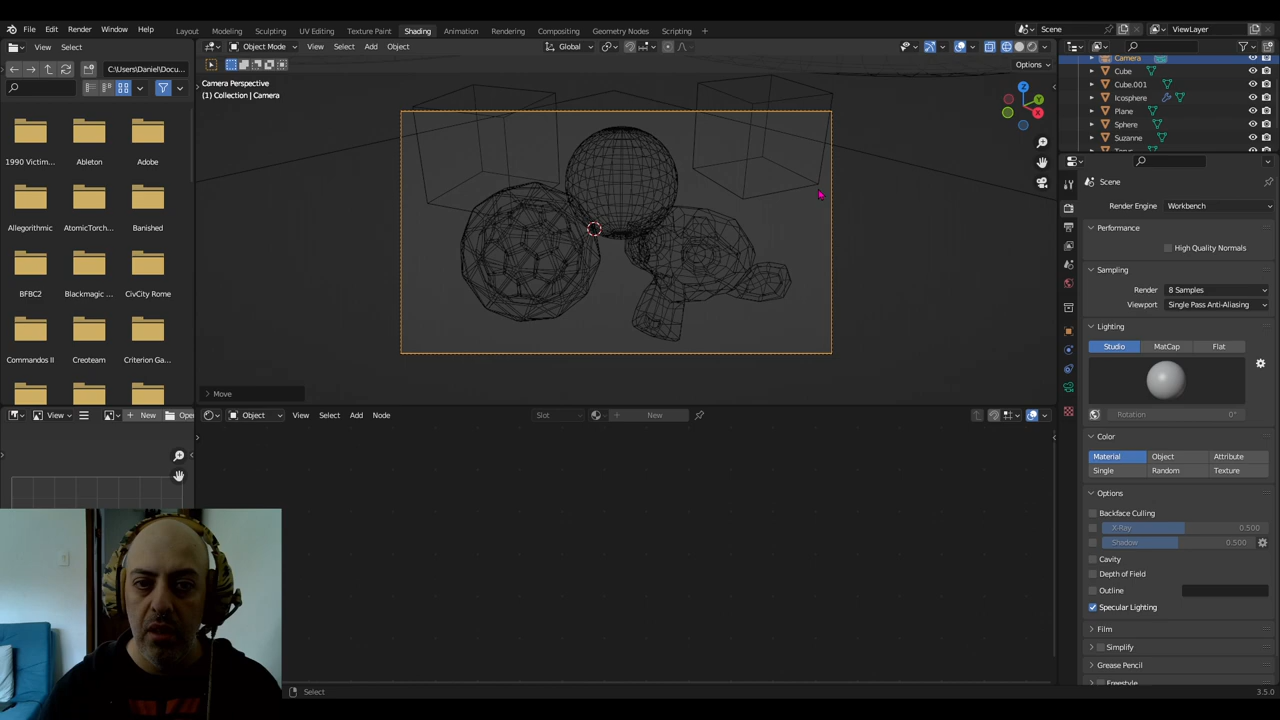 File Edit Render Window Help Layout Modeling Sculpting UV Editing Texture Paint Shading Animation Rendering Compositing Geometry Nodes Scripting Scene ViewLayer
View Select Object Mode View Select Add Object Global
C:\Users\Daniel\Docu...
Options
Camera Perspective
(1) Collection | Camera
1990 Victim... Ableton Adobe
Allegorithmic AtomicTorch... Banished
BFBC2 Blackmagic ... CivCity Rome
Commandos II Creoteam Criterion Ga...
Z
Y
X
Move
Camera
Cube
Cube.001
Icosphere
Plane
Sphere
Suzanne
Scene
Render Engine Workbench
Performance
High Quality Normals
Sampling
Render 8 Samples
Viewport Single Pass Anti-Aliasing
Lighting
Studio MatCap Flat
Rotation 0°
Color
Material Object Attribute
Single Random Texture
Options
Backface Culling
X-Ray 0.500
Shadow 0.500
Cavity
Depth of Field
Outline
Specular Lighting
Film
Simplify
Grease Pencil
View New Ope
Object View Select Add Node Slot New
Select
3.5.0